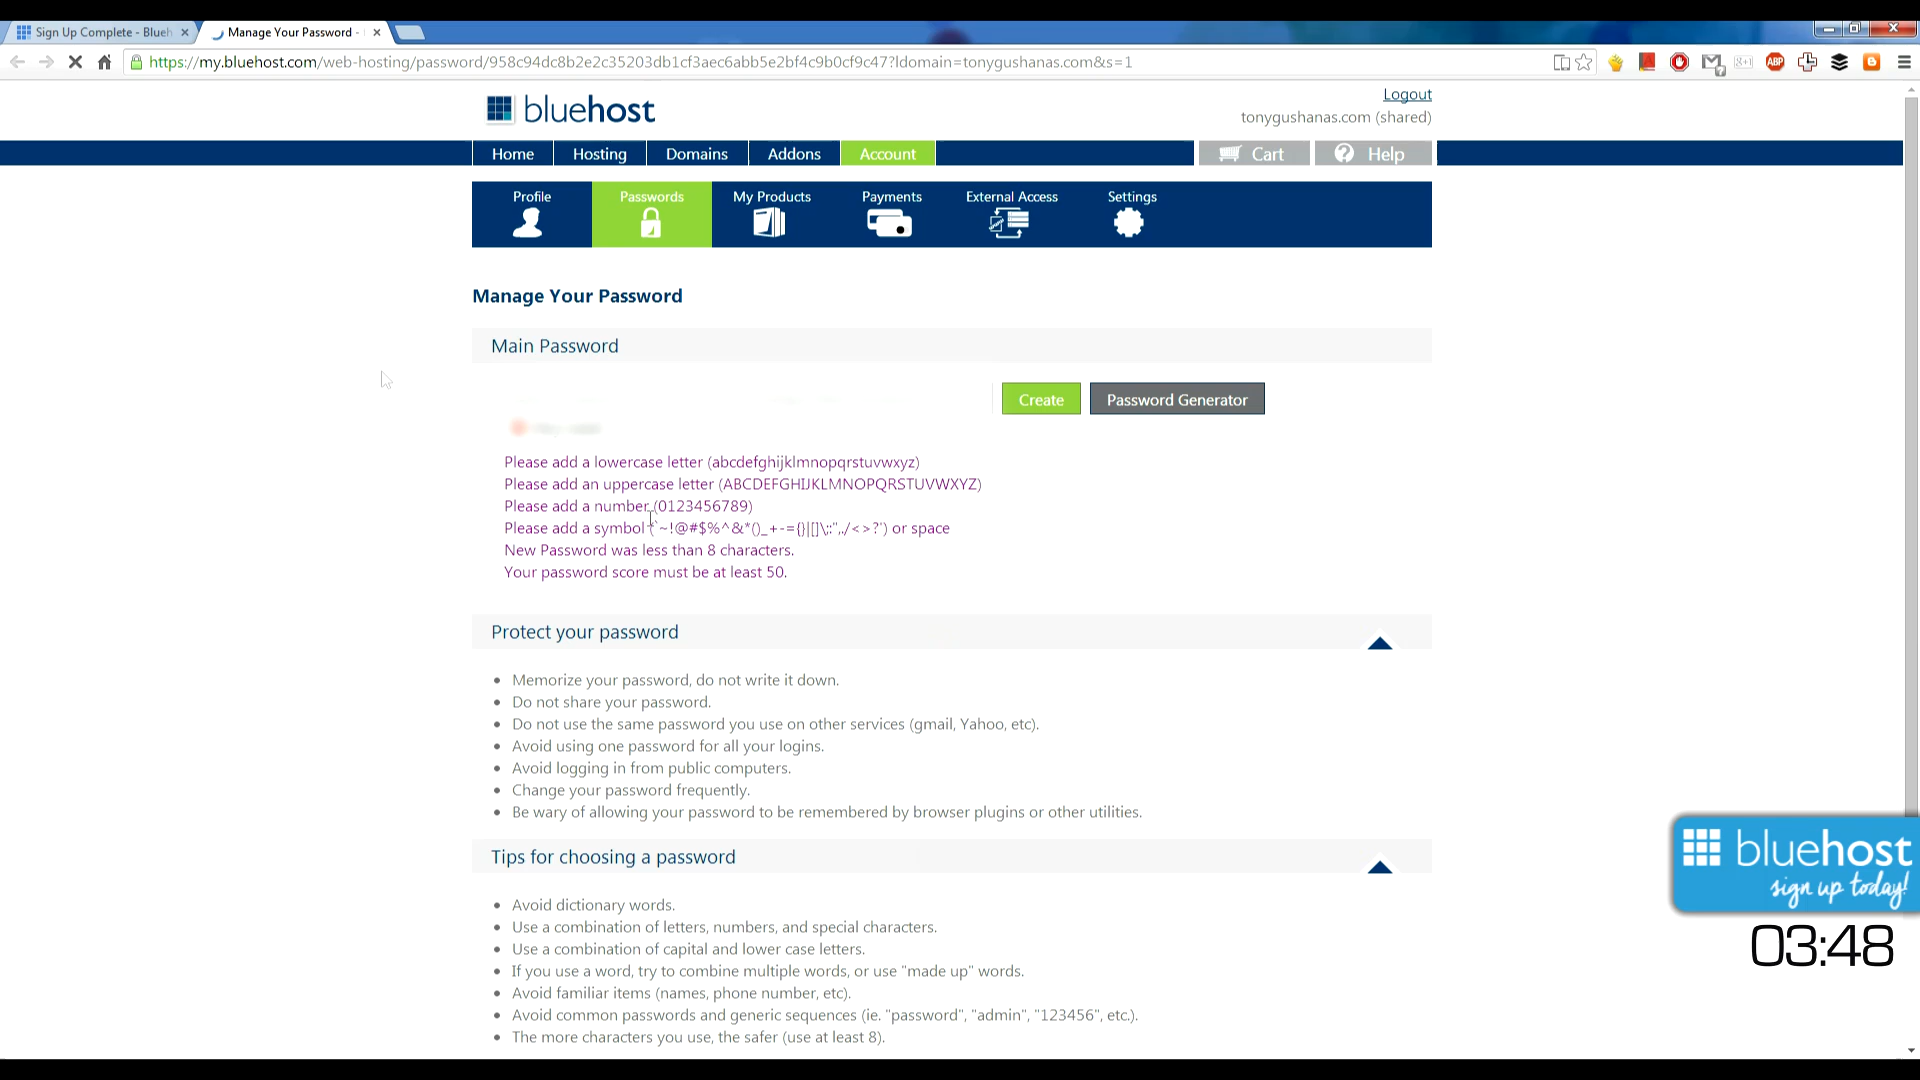 Sign Up Complete - Blueh
Manage Your Password -
https://my.bluehost.com/web-hosting/password/958c94dc8b2e2c35203db1cf3aec6abb5e2bf4c9b0cf9c47?ldomain=tonygushanas.com&s=1
ABP
bluehost
Logout
tonygushanas.com (shared)
Home Hosting Domains Addons Account Cart Help
Profile Passwords My Products Payments External Access Settings
Manage Your Password
Main Password
Create Password Generator
Please add a lowercase letter (abcdefghijklmnopqrstuvwxyz)
Please add an uppercase letter (ABCDEFGHIJKLMNOPQRSTUVWXYZ)
Please add a number (0123456789)
Please add a symbol (`~!@#$%^&*()_+-={}|[]\;:",./<>?') or space
New Password was less than 8 characters.
Your password score must be at least 50.
Protect your password
Memorize your password, do not write it down.
Do not share your password.
Do not use the same password you use on other services (gmail, Yahoo, etc).
Avoid using one password for all your logins.
Avoid logging in from public computers.
Change your password frequently.
Be wary of allowing your password to be remembered by browser plugins or other utilities.
bluehost
sign up today!
03:48
Tips for choosing a password
Avoid dictionary words.
Use a combination of letters, numbers, and special characters.
Use a combination of capital and lower case letters.
If you use a word, try to combine multiple words, or use "made up" words.
Avoid familiar items (names, phone number, etc).
Avoid common passwords and generic sequences (ie. "password", "admin", "123456", etc.).
The more characters you use, the safer (use at least 8).